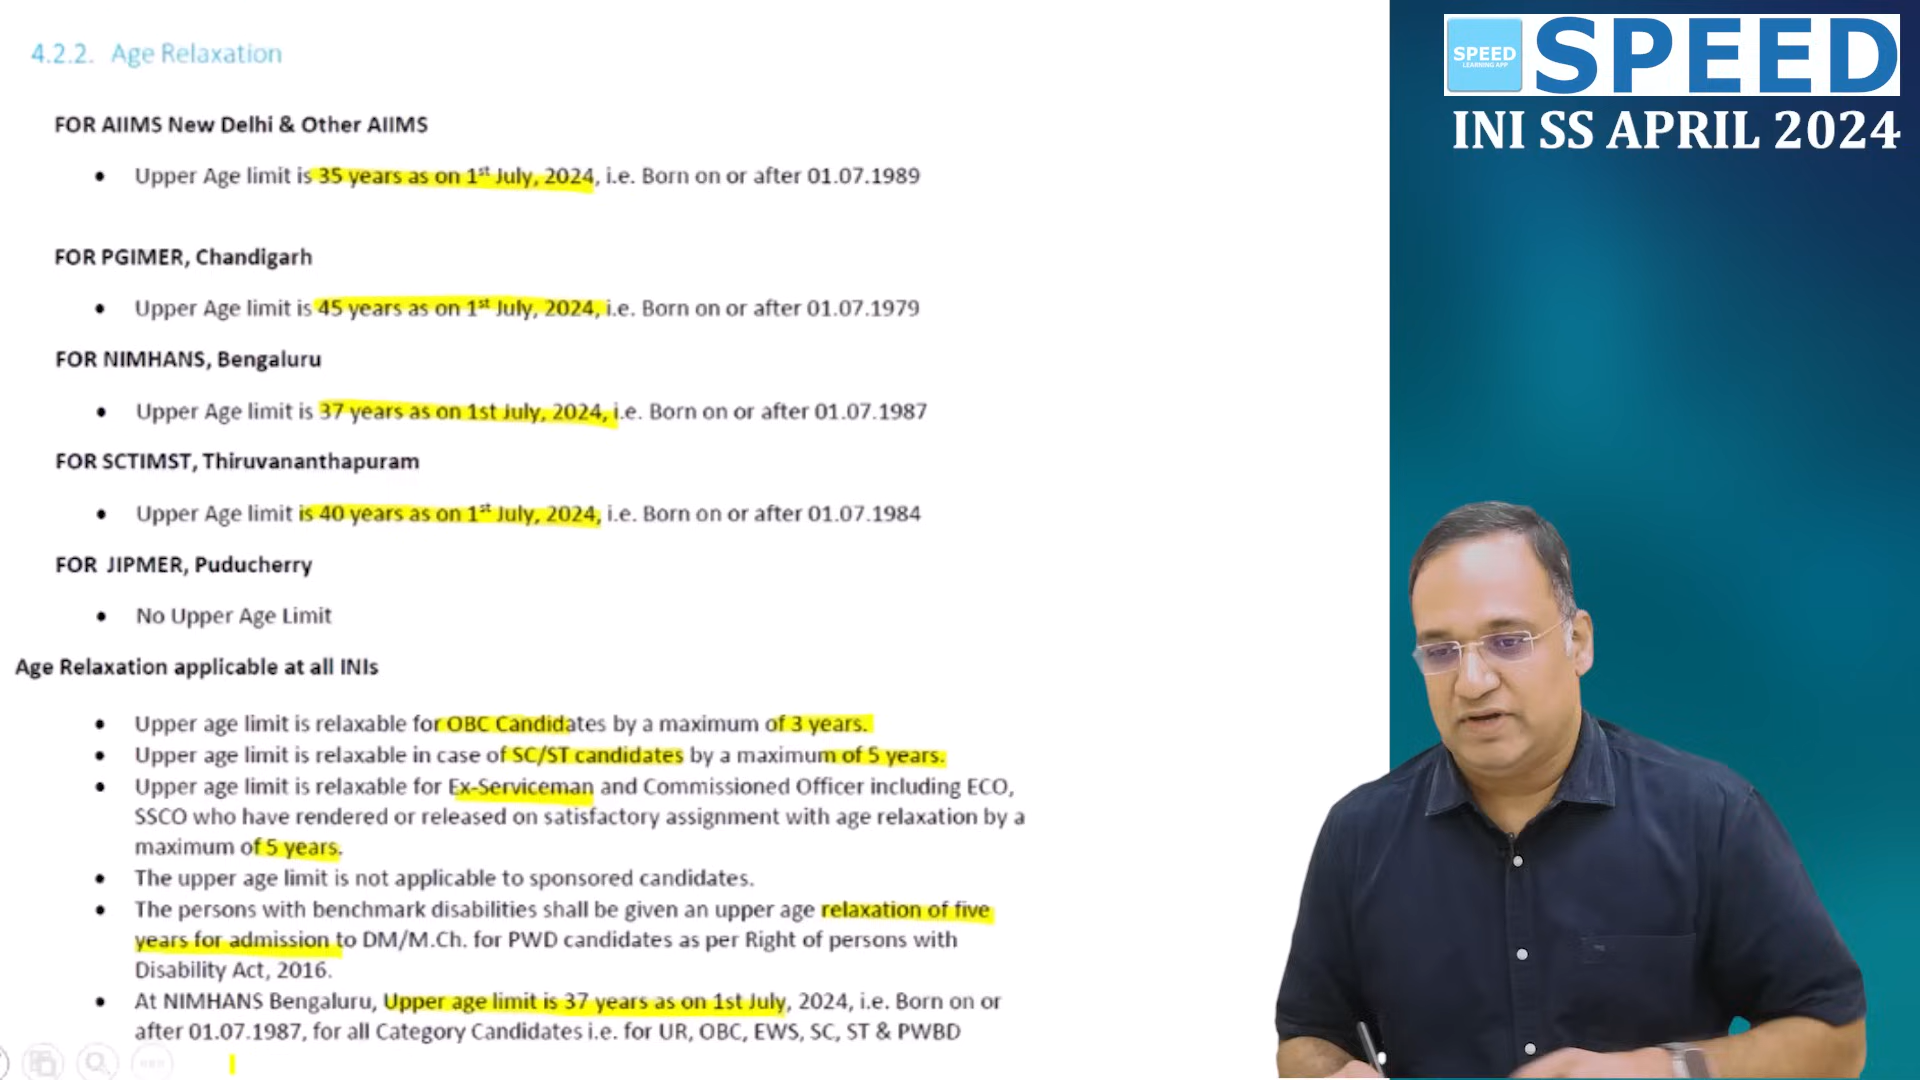 4.2.2. Age Relaxation
FOR AIIMS New Delhi & Other AIIMS
• Upper Age limit is 35 years as on 1st July, 2024, i.e. Born on or after 01.07.1989
FOR PGIMER, Chandigarh
• Upper Age limit is 45 years as on 1st July, 2024, i.e. Born on or after 01.07.1979
FOR NIMHANS, Bengaluru
• Upper Age limit is 37 years as on 1st July, 2024, i.e. Born on or after 01.07.1987
FOR SCTIMST, Thiruvananthapuram
• Upper Age limit is 40 years as on 1st July, 2024, i.e. Born on or after 01.07.1984
FOR JIPMER, Puducherry
• No Upper Age Limit
Age Relaxation applicable at all INIs
• Upper age limit is relaxable for OBC Candidates by a maximum of 3 years.
• Upper age limit is relaxable in case of SC/ST candidates by a maximum of 5 years.
• Upper age limit is relaxable for Ex-Serviceman and Commissioned Officer including ECO,
SSCO who have rendered or released on satisfactory assignment with age relaxation by a
maximum of 5 years.
• The upper age limit is not applicable to sponsored candidates.
• The persons with benchmark disabilities shall be given an upper age relaxation of five
years for admission to DM/M.Ch. for PWD candidates as per Right of persons with
Disability Act, 2016.
• At NIMHANS Bengaluru, Upper age limit is 37 years as on 1st July, 2024, i.e. Born on or
after 01.07.1987, for all Category Candidates i.e. for UR, OBC, EWS, SC, ST & PWBD
SPEED
LEARNING APP
SPEED
INI SS APRIL 2024